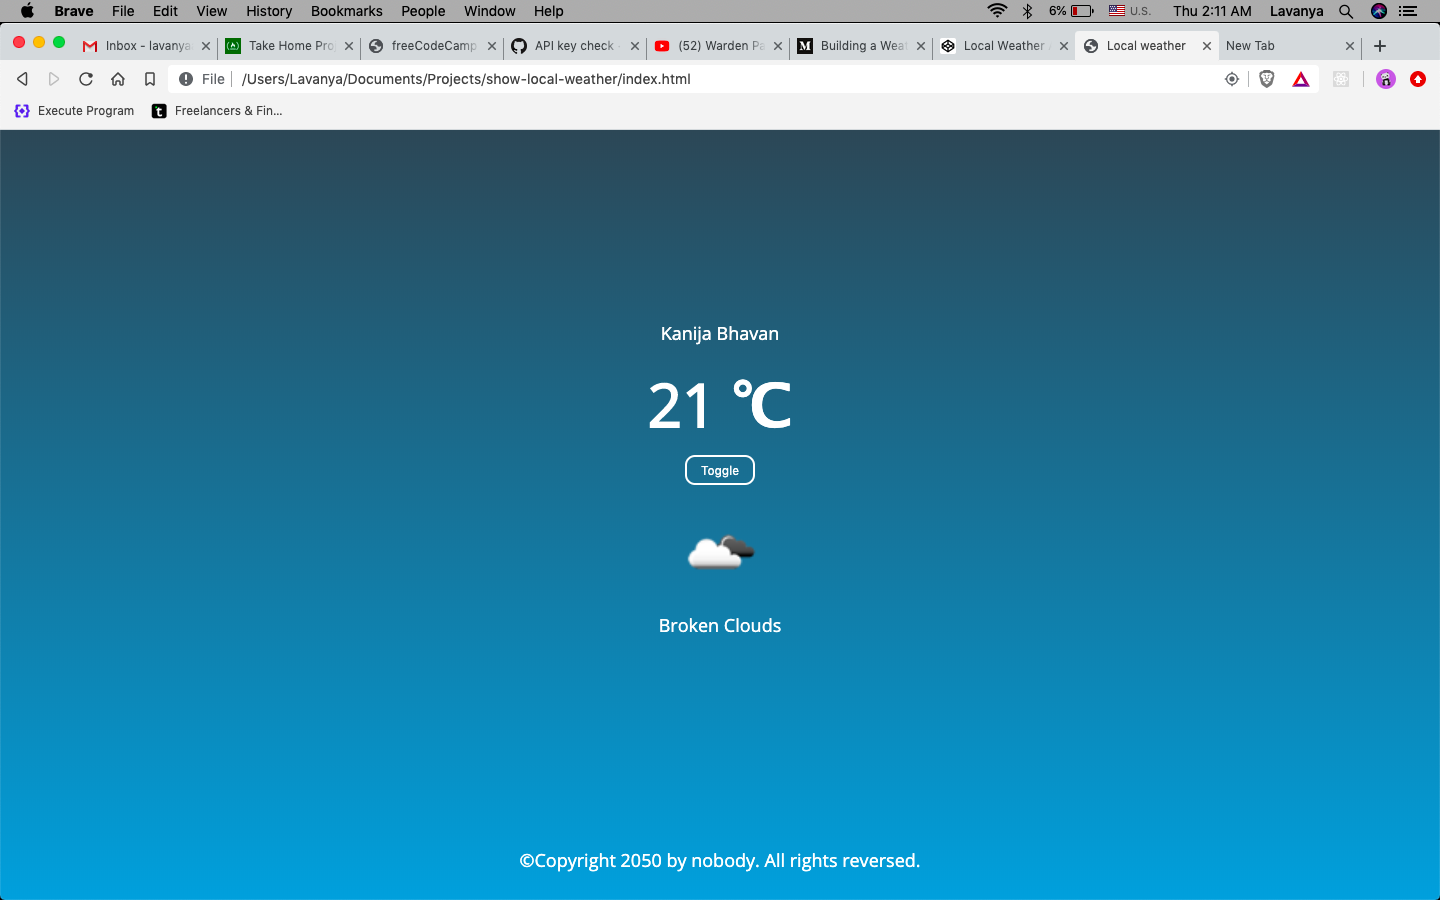 Brave File Edit View History Bookmarks People Window Help 6% U.S. Thu 2:11 AM Lavanya
Inbox - lavanya Take Home Pro freeCodeCamp API key check - (52) Warden Pa Building a Weat Local Weather Local weather New Tab
File /Users/Lavanya/Documents/Projects/show-local-weather/index.html
Execute Program Freelancers & Fin...
Kanija Bhavan
21 ℃
Toggle
Broken Clouds
©Copyright 2050 by nobody. All rights reversed.